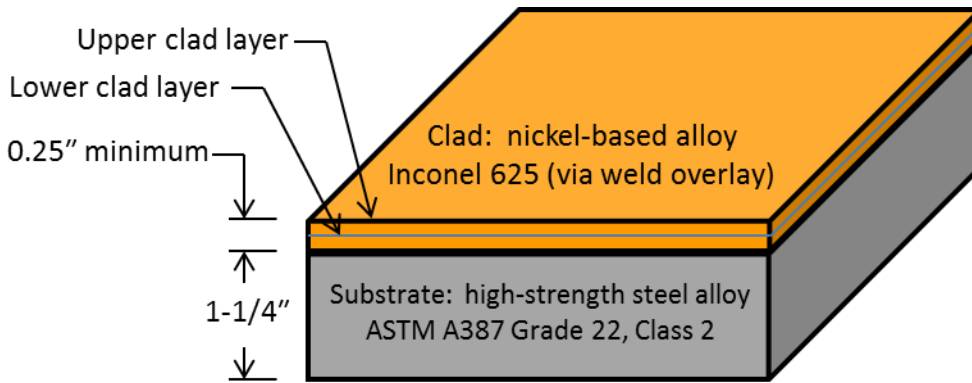 Upper clad layer
Lower clad layer
0.25” minimum
Clad: nickel-based alloy
Inconel 625 (via weld overlay)
1-1/4”
Substrate: high-strength steel alloy
ASTM A387 Grade 22, Class 2